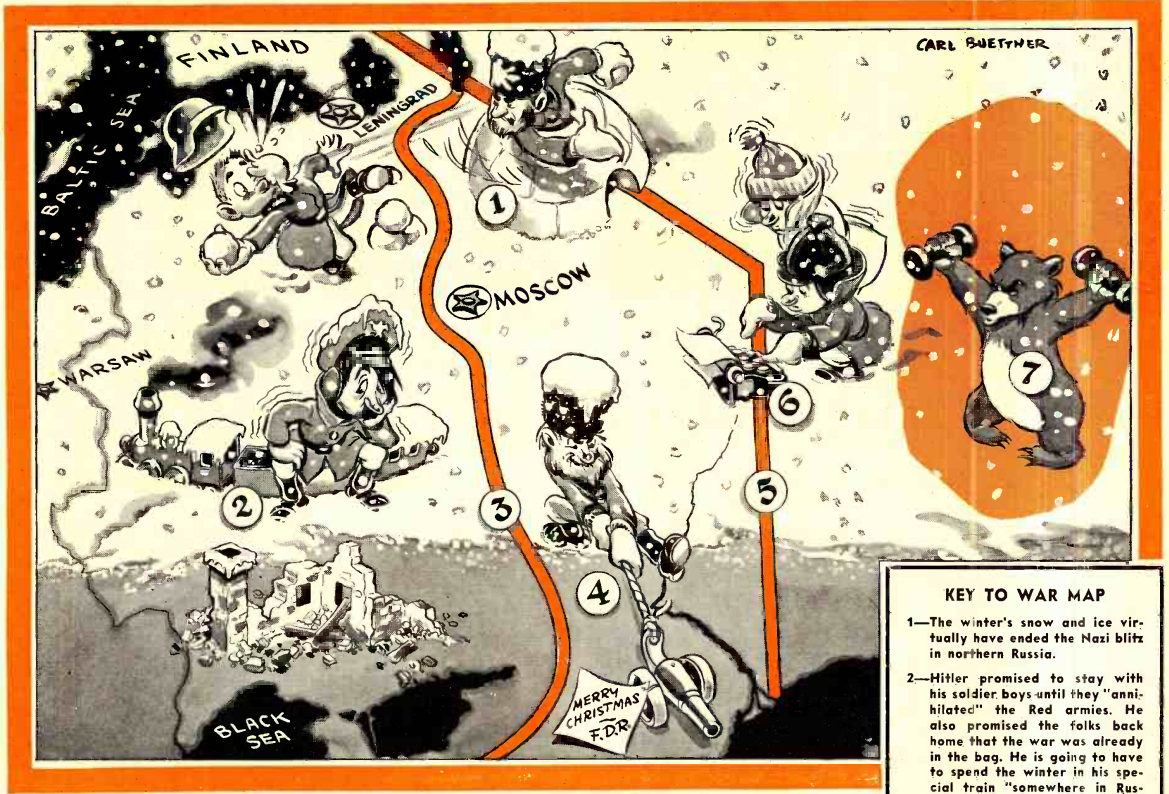 CARL BUETTNER
FINLAND
BALTIC SEA
LENINGRAD
1
MOSCOW
WARSAW
2
3
4
5
6
7
MERRY
CHRISTMAS
~
F.D.R.
BLACK
SEA
KEY TO WAR MAP
1—The winter's snow and ice vir-
tually have ended the Nazi blitz
in northern Russia.
2—Hitler promised to stay with
his soldier boys until they "anni-
hilated" the Red armies. He
also promised the folks back
home that the war was already
in the bag. He is going to have
to spend the winter in his spe-
cial train "somewhere in Rus-